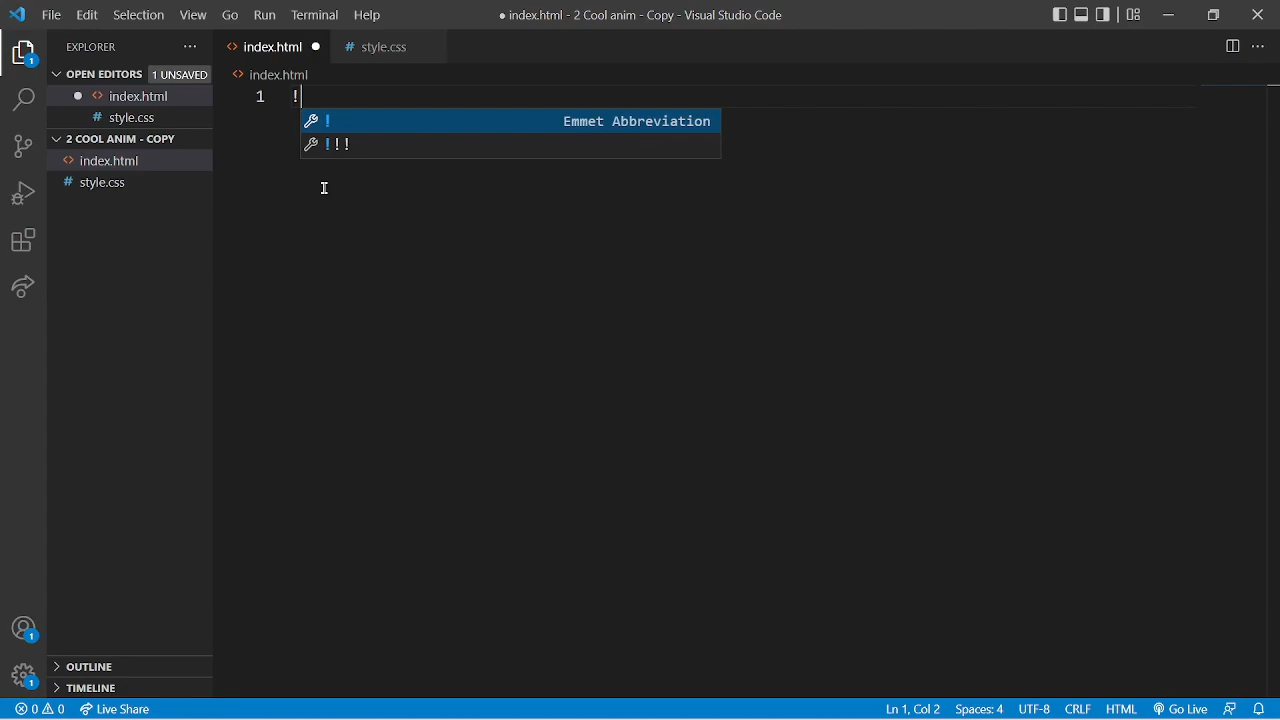 File Edit Selection View Go Run Terminal Help ● index.html - 2 Cool anim - Copy - Visual Studio Code
EXPLORER ···
OPEN EDITORS 1 UNSAVED
● <> index.html
# style.css
2 COOL ANIM - COPY
<> index.html
# style.css
OUTLINE
TIMELINE
<> index.html ● # style.css
<> index.html
1 !
! Emmet Abbreviation
!!!
1
1
1
0 0 Live Share Ln 1, Col 2 Spaces: 4 UTF-8 CRLF HTML Go Live